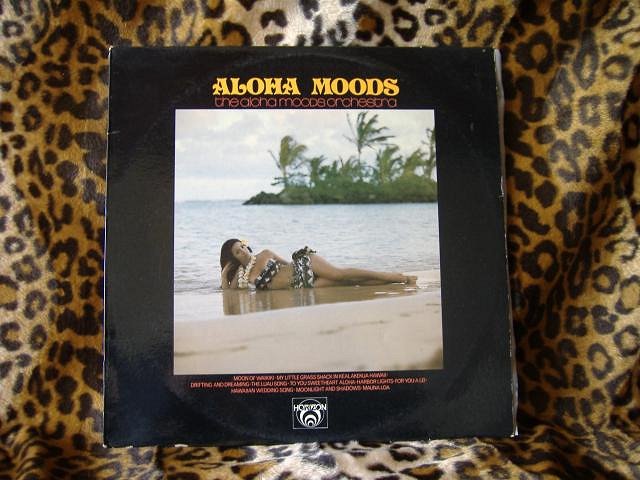 ALOHA MOODS
the aloha moods orchestra
MOON OF WAIKIKI · MY LITTLE GRASS SHACK IN KEALAKEKUA HAWAII ·
DRIFTING AND DREAMING · THE LUAU SONG · TO YOU SWEETHEART ALOHA · HARBOR LIGHTS · FOR YOU A LEI ·
HAWAIIAN WEDDING SONG · MOONLIGHT AND SHADOWS · MAUNA LOA
HORIZON